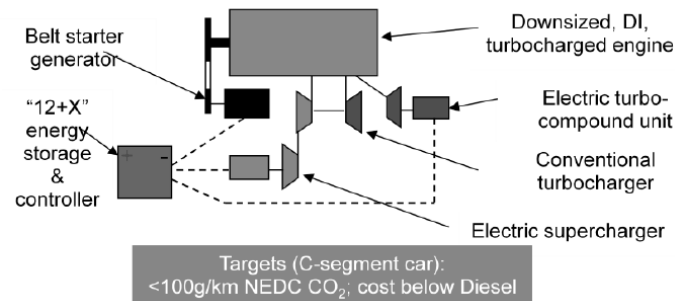 Belt starter
generator
"12+X"
energy
storage
&
controller
+ -
Downsized, DI,
turbocharged engine
Electric turbo-
compound unit
Conventional
turbocharger
Electric supercharger
Targets (C-segment car):
<100g/km NEDC CO₂; cost below Diesel